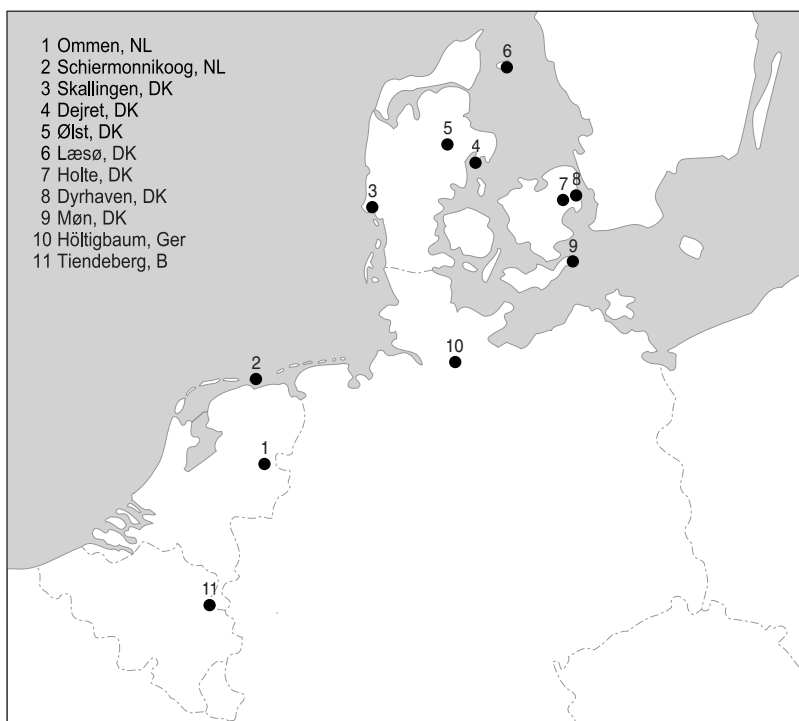 1 Ommen, NL
2 Schiermonnikoog, NL
3 Skallingen, DK
4 Dejret, DK
5 Ølst, DK
6 Læsø, DK
7 Holte, DK
8 Dyrhaven, DK
9 Møn, DK
10 Höltigbaum, Ger
11 Tiendeberg, B
6
5
4
7
8
3
9
10
2
1
11